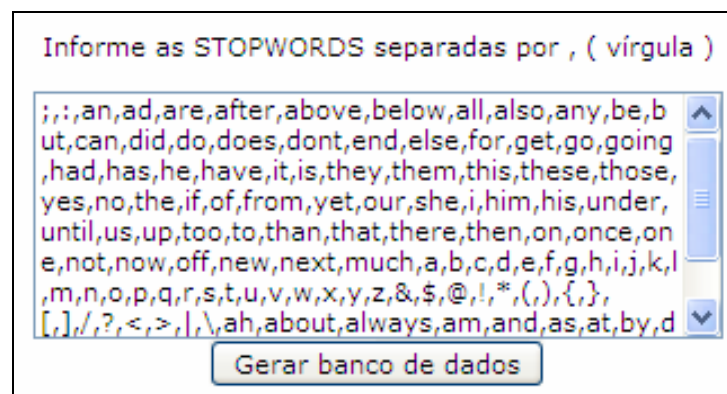 Informe as STOPWORDS separadas por , ( vírgula )
;,:,an,ad,are,after,above,below,all,also,any,be,b
ut,can,did,do,does,dont,end,else,for,get,go,going
,had,has,he,have,it,is,they,them,this,these,those,
yes,no,the,if,of,from,yet,our,she,i,him,his,under,
until,us,up,too,to,than,that,there,then,on,once,on
e,not,now,off,new,next,much,a,b,c,d,e,f,g,h,i,j,k,l
,m,n,o,p,q,r,s,t,u,v,w,x,y,z,&,$,@,!,*,(,),{,},
[,],/,?,<,>,|,\,ah,about,always,am,and,as,at,by,d
Gerar banco de dados